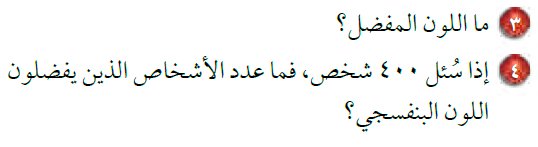 ٣ ما اللون المفضل؟
٤ إذا سُئل ٤٠٠ شخص، فما عدد الأشخاص الذين يفضلون
اللون البنفسجي؟